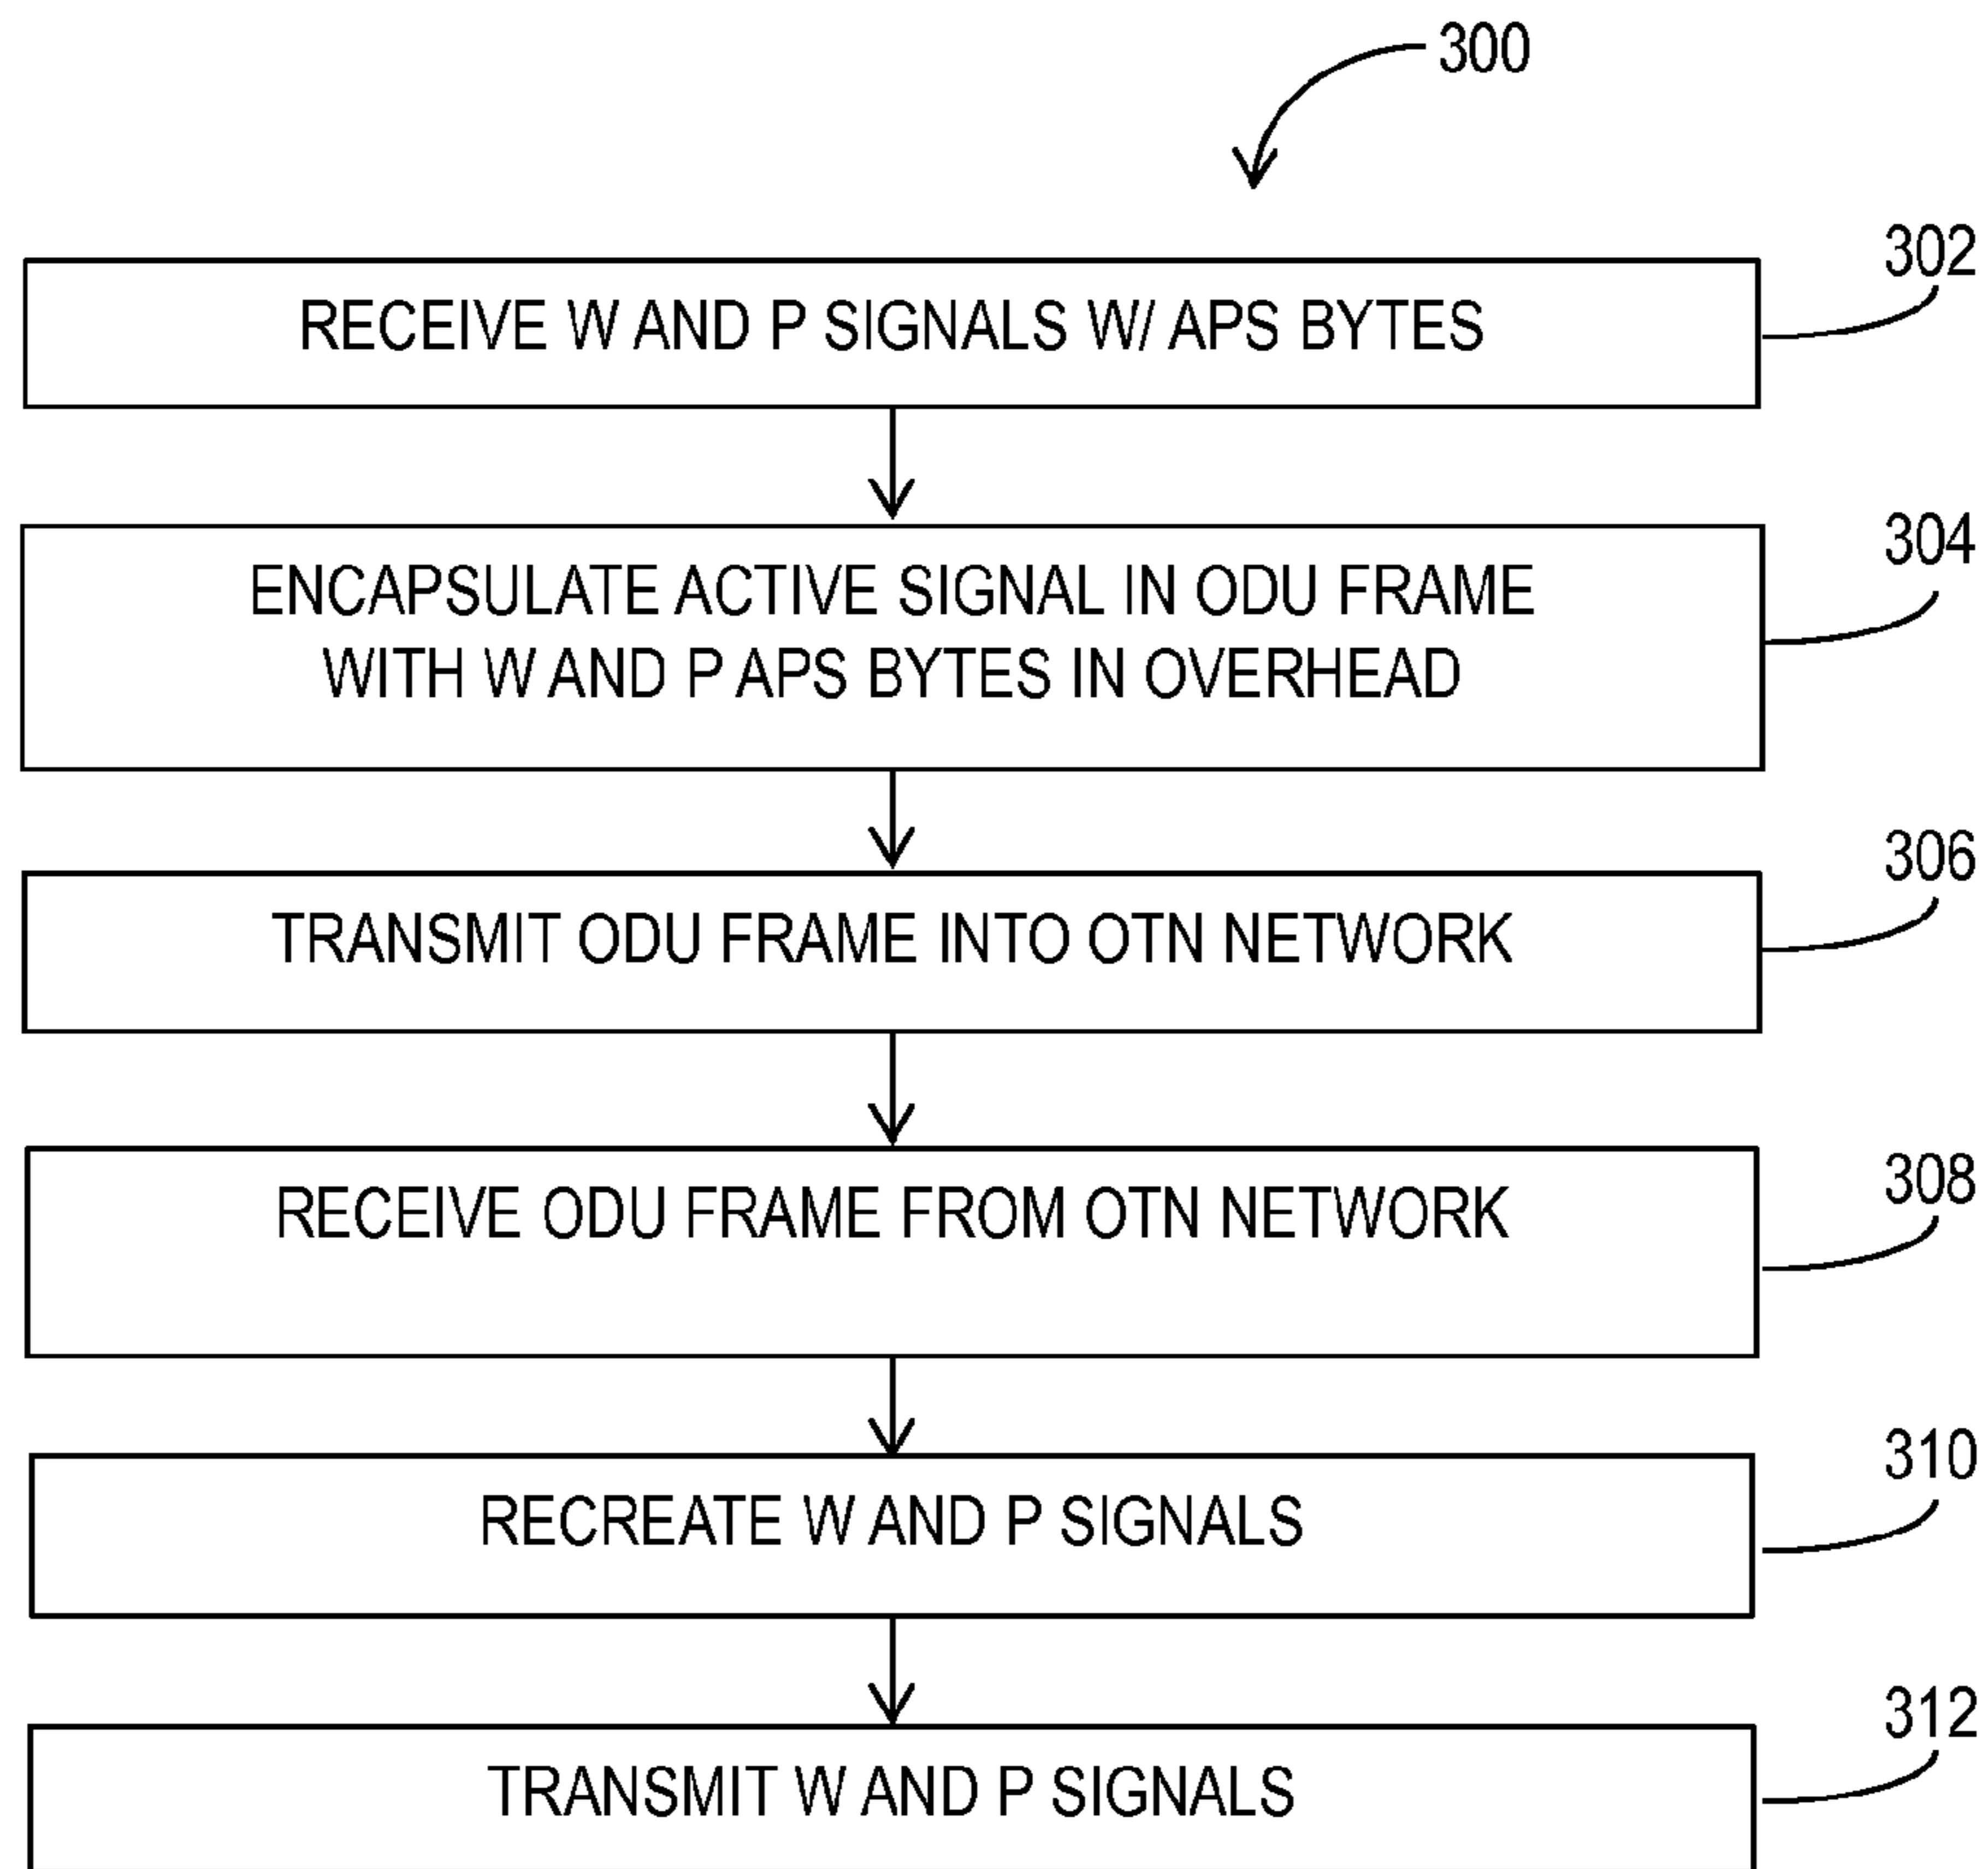 300
302
RECEIVE W AND P SIGNALS W/ APS BYTES
304
ENCAPSULATE ACTIVE SIGNAL IN ODU FRAME
WITH W AND P APS BYTES IN OVERHEAD
306
TRANSMIT ODU FRAME INTO OTN NETWORK
308
RECEIVE ODU FRAME FROM OTN NETWORK
310
RECREATE W AND P SIGNALS
312
TRANSMIT W AND P SIGNALS